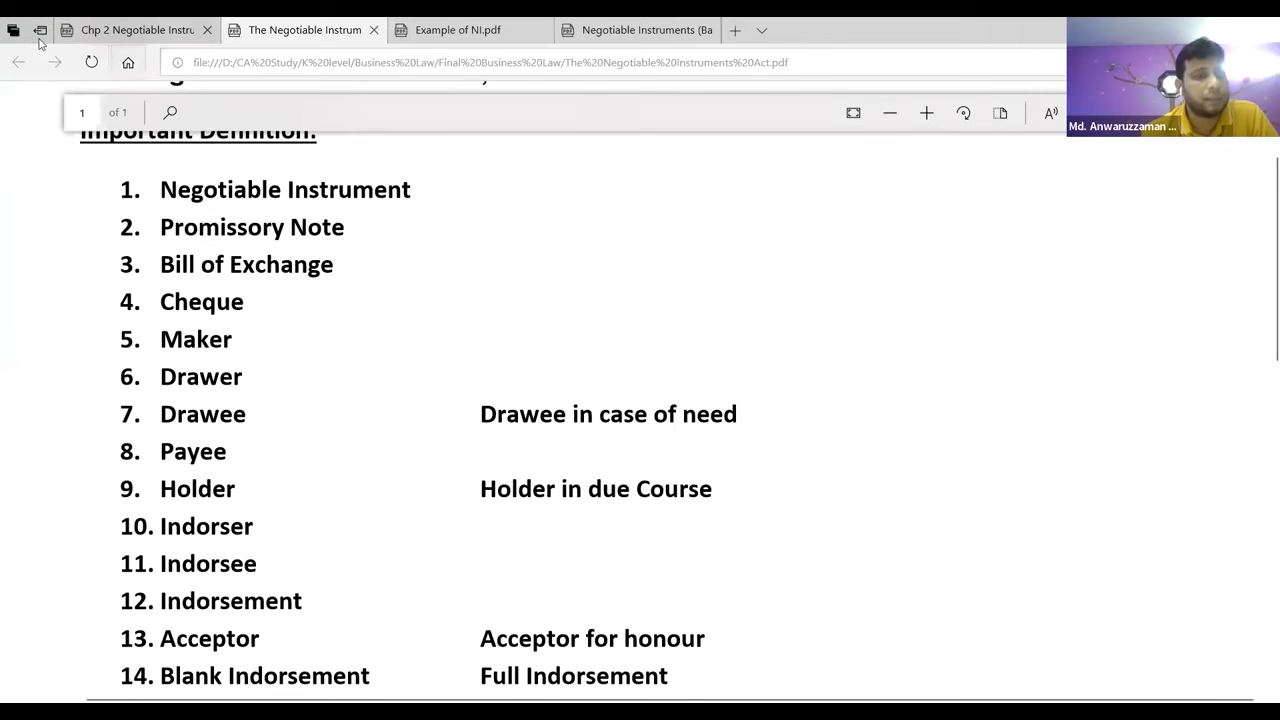 Chp 2 Negotiable Instru
The Negotiable Instrum
Example of NI.pdf
Negotiable Instruments (Ba
file:///D:/CA%20Study/K%20level/Business%20Law/Final%20Business%20Law/The%20Negotiable%20Instruments%20Act.pdf
1 of 1
Md. Anwaruzzaman ...
Important Definition:
1. Negotiable Instrument
2. Promissory Note
3. Bill of Exchange
4. Cheque
5. Maker
6. Drawer
7. Drawee Drawee in case of need
8. Payee
9. Holder Holder in due Course
10. Indorser
11. Indorsee
12. Indorsement
13. Acceptor Acceptor for honour
14. Blank Indorsement Full Indorsement